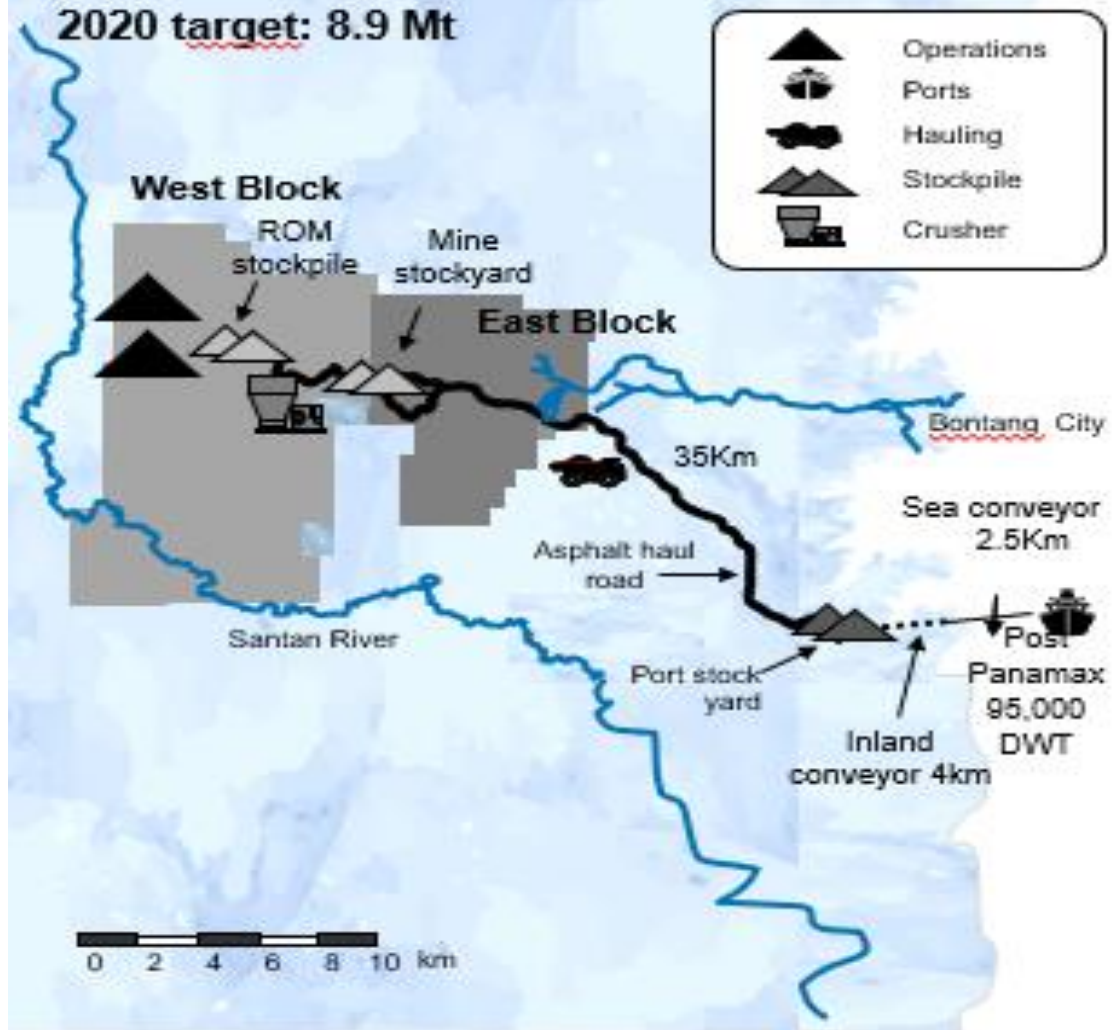 2020 target: 8.9 Mt
Operations
Ports
Hauling
Stockpile
Crusher
West Block
ROM
stockpile
Mine
stockyard
East Block
Bontang City
35Km
Sea conveyor
2.5Km
Asphalt haul
road
Santan River
Port stock
yard
Post
Panamax
95,000
DWT
Inland
conveyor 4km
0 2 4 6 8 10 km